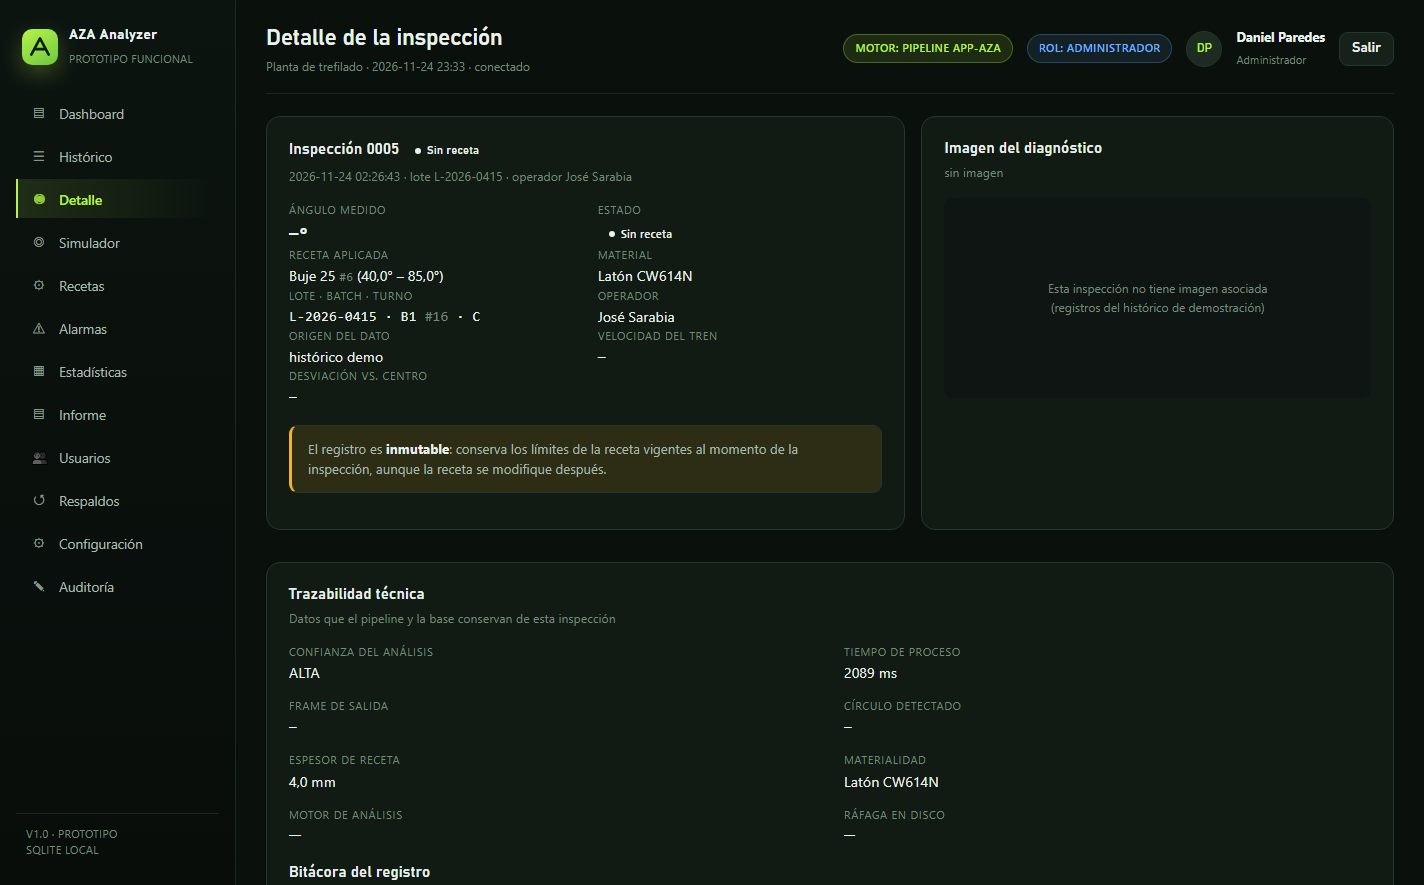 AZA Analyzer
PROTOTIPO FUNCIONAL
Dashboard
Histórico
Detalle
Simulador
Recetas
Alarmas
Estadísticas
Informe
Usuarios
Respaldos
Configuración
Auditoría
V1.0 · PROTOTIPO
SQLITE LOCAL
Detalle de la inspección
Planta de trefilado · 2026-11-24 23:33 · conectado
MOTOR: PIPELINE APP-AZA
ROL: ADMINISTRADOR
DP
Daniel Paredes
Administrador
Salir
Inspección 0005 ● Sin receta
2026-11-24 02:26:43 · lote L-2026-0415 · operador José Sarabia
ÁNGULO MEDIDO
—°
ESTADO
● Sin receta
RECETA APLICADA
Buje 25 #6 (40,0° – 85,0°)
MATERIAL
Latón CW614N
LOTE · BATCH · TURNO
L-2026-0415 · B1 #16 · C
OPERADOR
José Sarabia
ORIGEN DEL DATO
histórico demo
VELOCIDAD DEL TREN
—
DESVIACIÓN VS. CENTRO
—
El registro es inmutable: conserva los límites de la receta vigentes al momento de la
inspección, aunque la receta se modifique después.
Imagen del diagnóstico
sin imagen
Esta inspección no tiene imagen asociada
(registros del histórico de demostración)
Trazabilidad técnica
Datos que el pipeline y la base conservan de esta inspección
CONFIANZA DEL ANÁLISIS
ALTA
TIEMPO DE PROCESO
2089 ms
FRAME DE SALIDA
—
CÍRCULO DETECTADO
—
ESPESOR DE RECETA
4,0 mm
MATERIALIDAD
Latón CW614N
MOTOR DE ANÁLISIS
—
RÁFAGA EN DISCO
—
Bitácora del registro